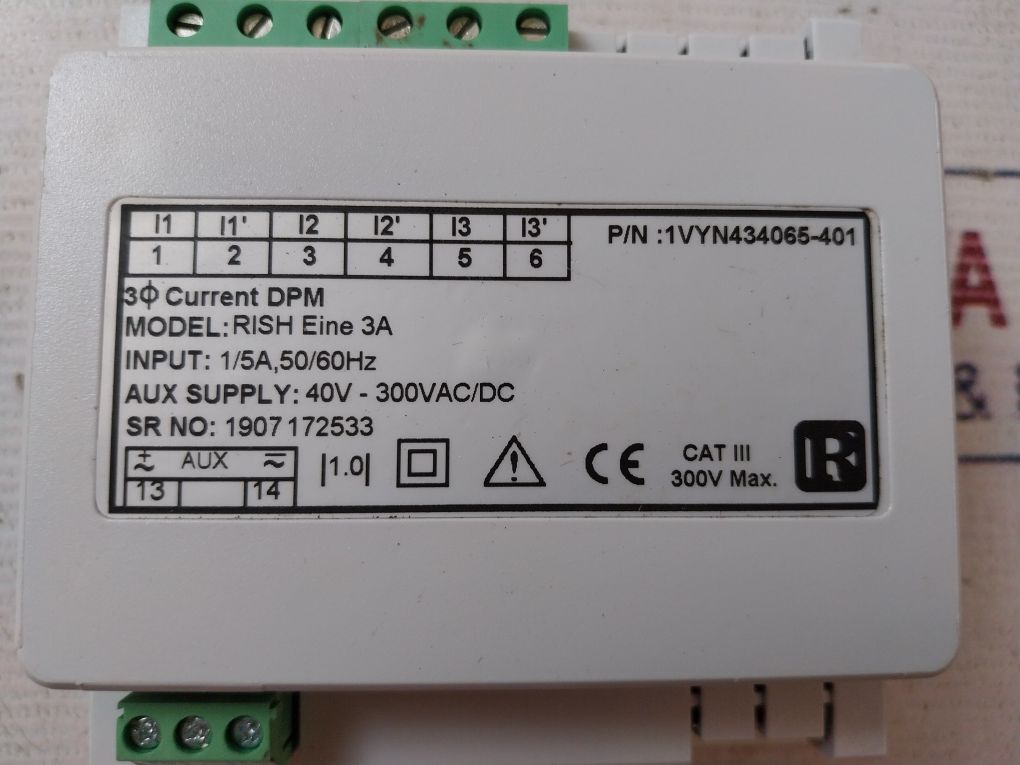 I1 I1' I2 I2' I3 I3'
1 2 3 4 5 6
P/N :1VYN434065-401
3Φ Current DPM
MODEL: RISH Eine 3A
INPUT: 1/5A,50/60Hz
AUX SUPPLY: 40V - 300VAC/DC
SR NO: 1907172533
AUX
13 14
|1.0|
CE
CAT III
300V Max.
R
A
&